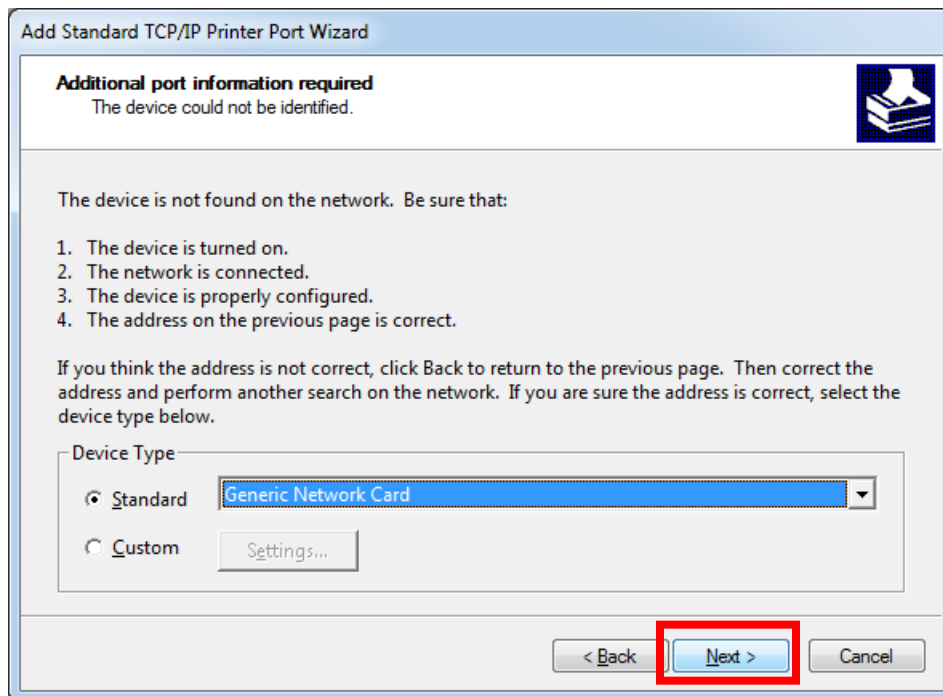 Add Standard TCP/IP Printer Port Wizard
Additional port information required
The device could not be identified.
The device is not found on the network. Be sure that:
1. The device is turned on.
2. The network is connected.
3. The device is properly configured.
4. The address on the previous page is correct.
If you think the address is not correct, click Back to return to the previous page. Then correct the
address and perform another search on the network. If you are sure the address is correct, select the
device type below.
Device Type
Standard Generic Network Card
Custom Settings...
< Back Next > Cancel